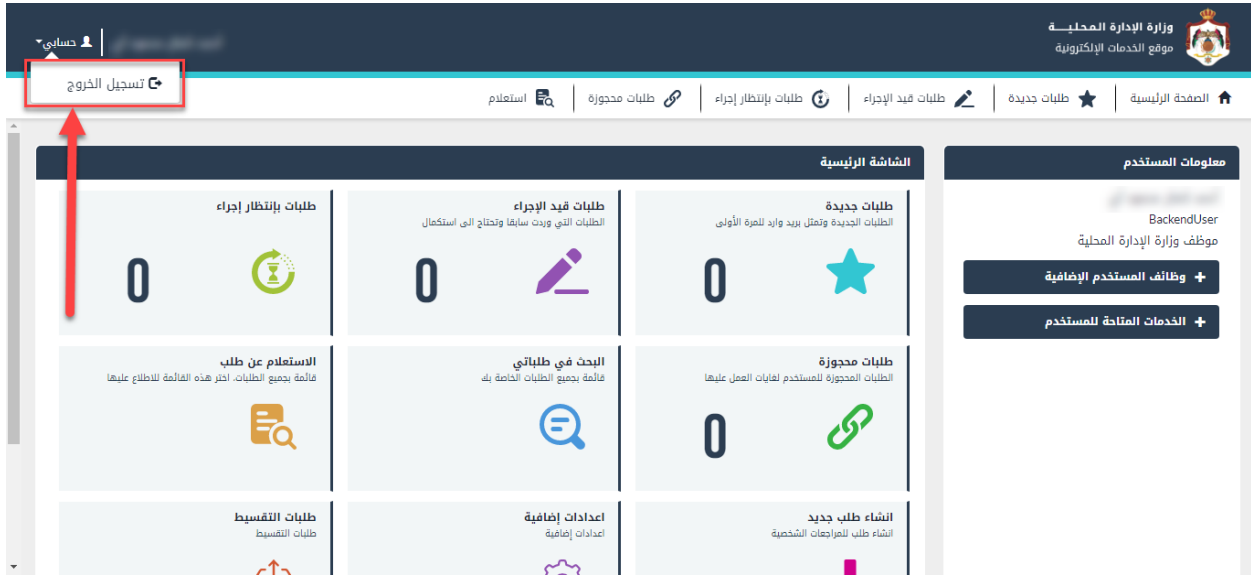 وزارة الإدارة المحليـــة
موقع الخدمات الإلكترونية
حسابي
تسجيل الخروج
الصفحة الرئيسية
طلبات جديدة
طلبات قيد الإجراء
طلبات بإنتظار إجراء
طلبات محجوزة
استعلام
معلومات المستخدم
BackendUser
موظف وزارة الإدارة المحلية
+ وظائف المستخدم الإضافية
+ الخدمات المتاحة للمستخدم
الشاشة الرئيسية
طلبات جديدة
الطلبات الجديدة وتمثل بريد وارد للمرة الأولى
0
طلبات قيد الإجراء
الطلبات التي وردت سابقا وتحتاج الى استكمال
0
طلبات بإنتظار إجراء
0
طلبات محجوزة
الطلبات المحجوزة للمستخدم لغايات العمل عليها
0
البحث في طلباتي
قائمة بجميع الطلبات الخاصة بك
الاستعلام عن طلب
قائمة بجميع الطلبات، اختر هذه القائمة للاطلاع عليها
انشاء طلب جديد
انشاء طلب للمراجعات الشخصية
اعدادات إضافية
اعدادات إضافية
طلبات التقسيط
طلبات التقسيط